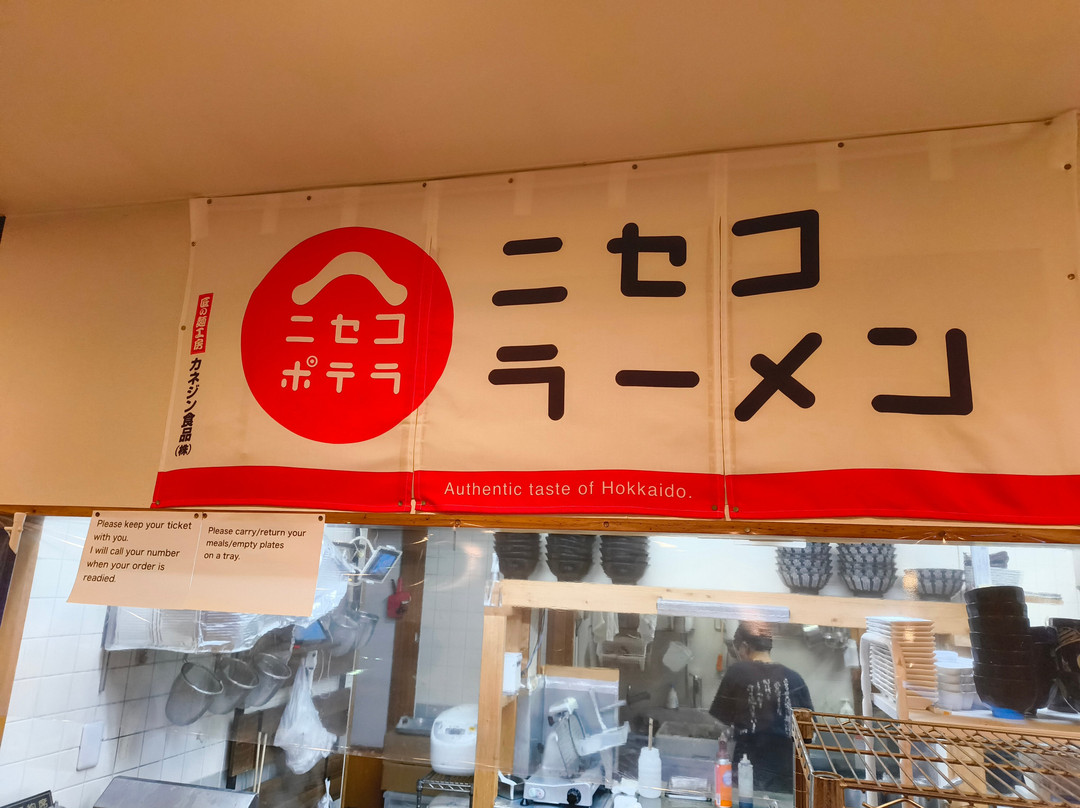 匠の麺工房 カネジン食品(株)
ニセコ
ポテラ
ニセコ
ラーメン
Authentic taste of Hokkaido.
Please keep your ticket
with you.
I will call your number
when your order is
readied.
Please carry/return your
meals/empty plates
on a tray.